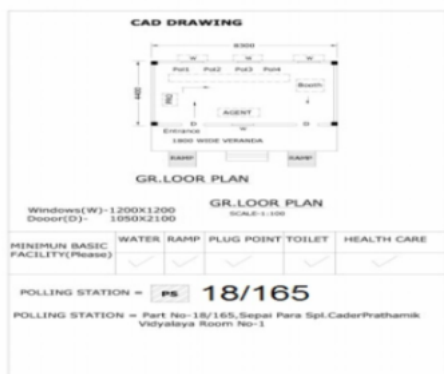 CAD DRAWING
8300
W W W
Pol1 Pol2 Pol3 Pol4
4400
PRO
Booth
AGENT
D W D
Entrance
1800 WIDE VERANDA
RAMP RAMP
GR.LOOR PLAN
GR.LOOR PLAN
SCALE-1:100
Windows(W)-1200X1200
Dooor(D)- 1050X2100
MINIMUN BASIC FACILITY(Please)
WATER RAMP PLUG POINT TOILET HEALTH CARE
POLLING STATION = PS 18/165
POLLING STATION = Part No-18/165,Sepai Para Spl.CaderPrathamik
Vidyalaya Room No-1